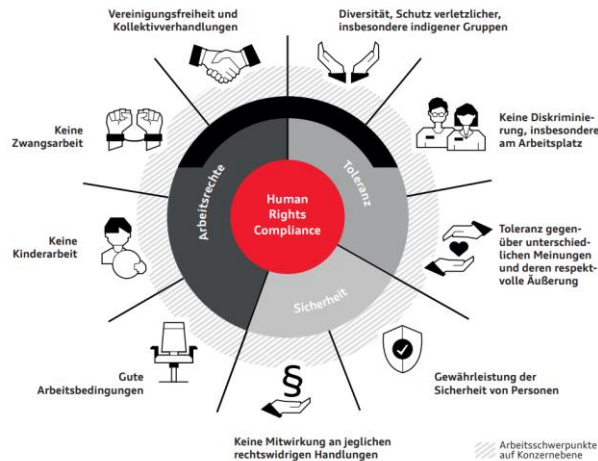 Vereinigungsfreiheit und
Kollektivverhandlungen
Diversität, Schutz verletzlicher,
insbesondere indigener Gruppen
Keine
Zwangsarbeit
Keine Diskriminie-
rung, insbesondere
am Arbeitsplatz
Arbeitsrechte
Toleranz
Human
Rights
Compliance
Sicherheit
Keine
Kinderarbeit
Toleranz gegen-
über unterschied-
lichen Meinungen
und deren respekt-
volle Äußerung
Gute
Arbeitsbedingungen
§
Gewährleistung der
Sicherheit von Personen
Keine Mitwirkung an jeglichen
rechtswidrigen Handlungen
Arbeitsschwerpunkte
auf Konzernebene